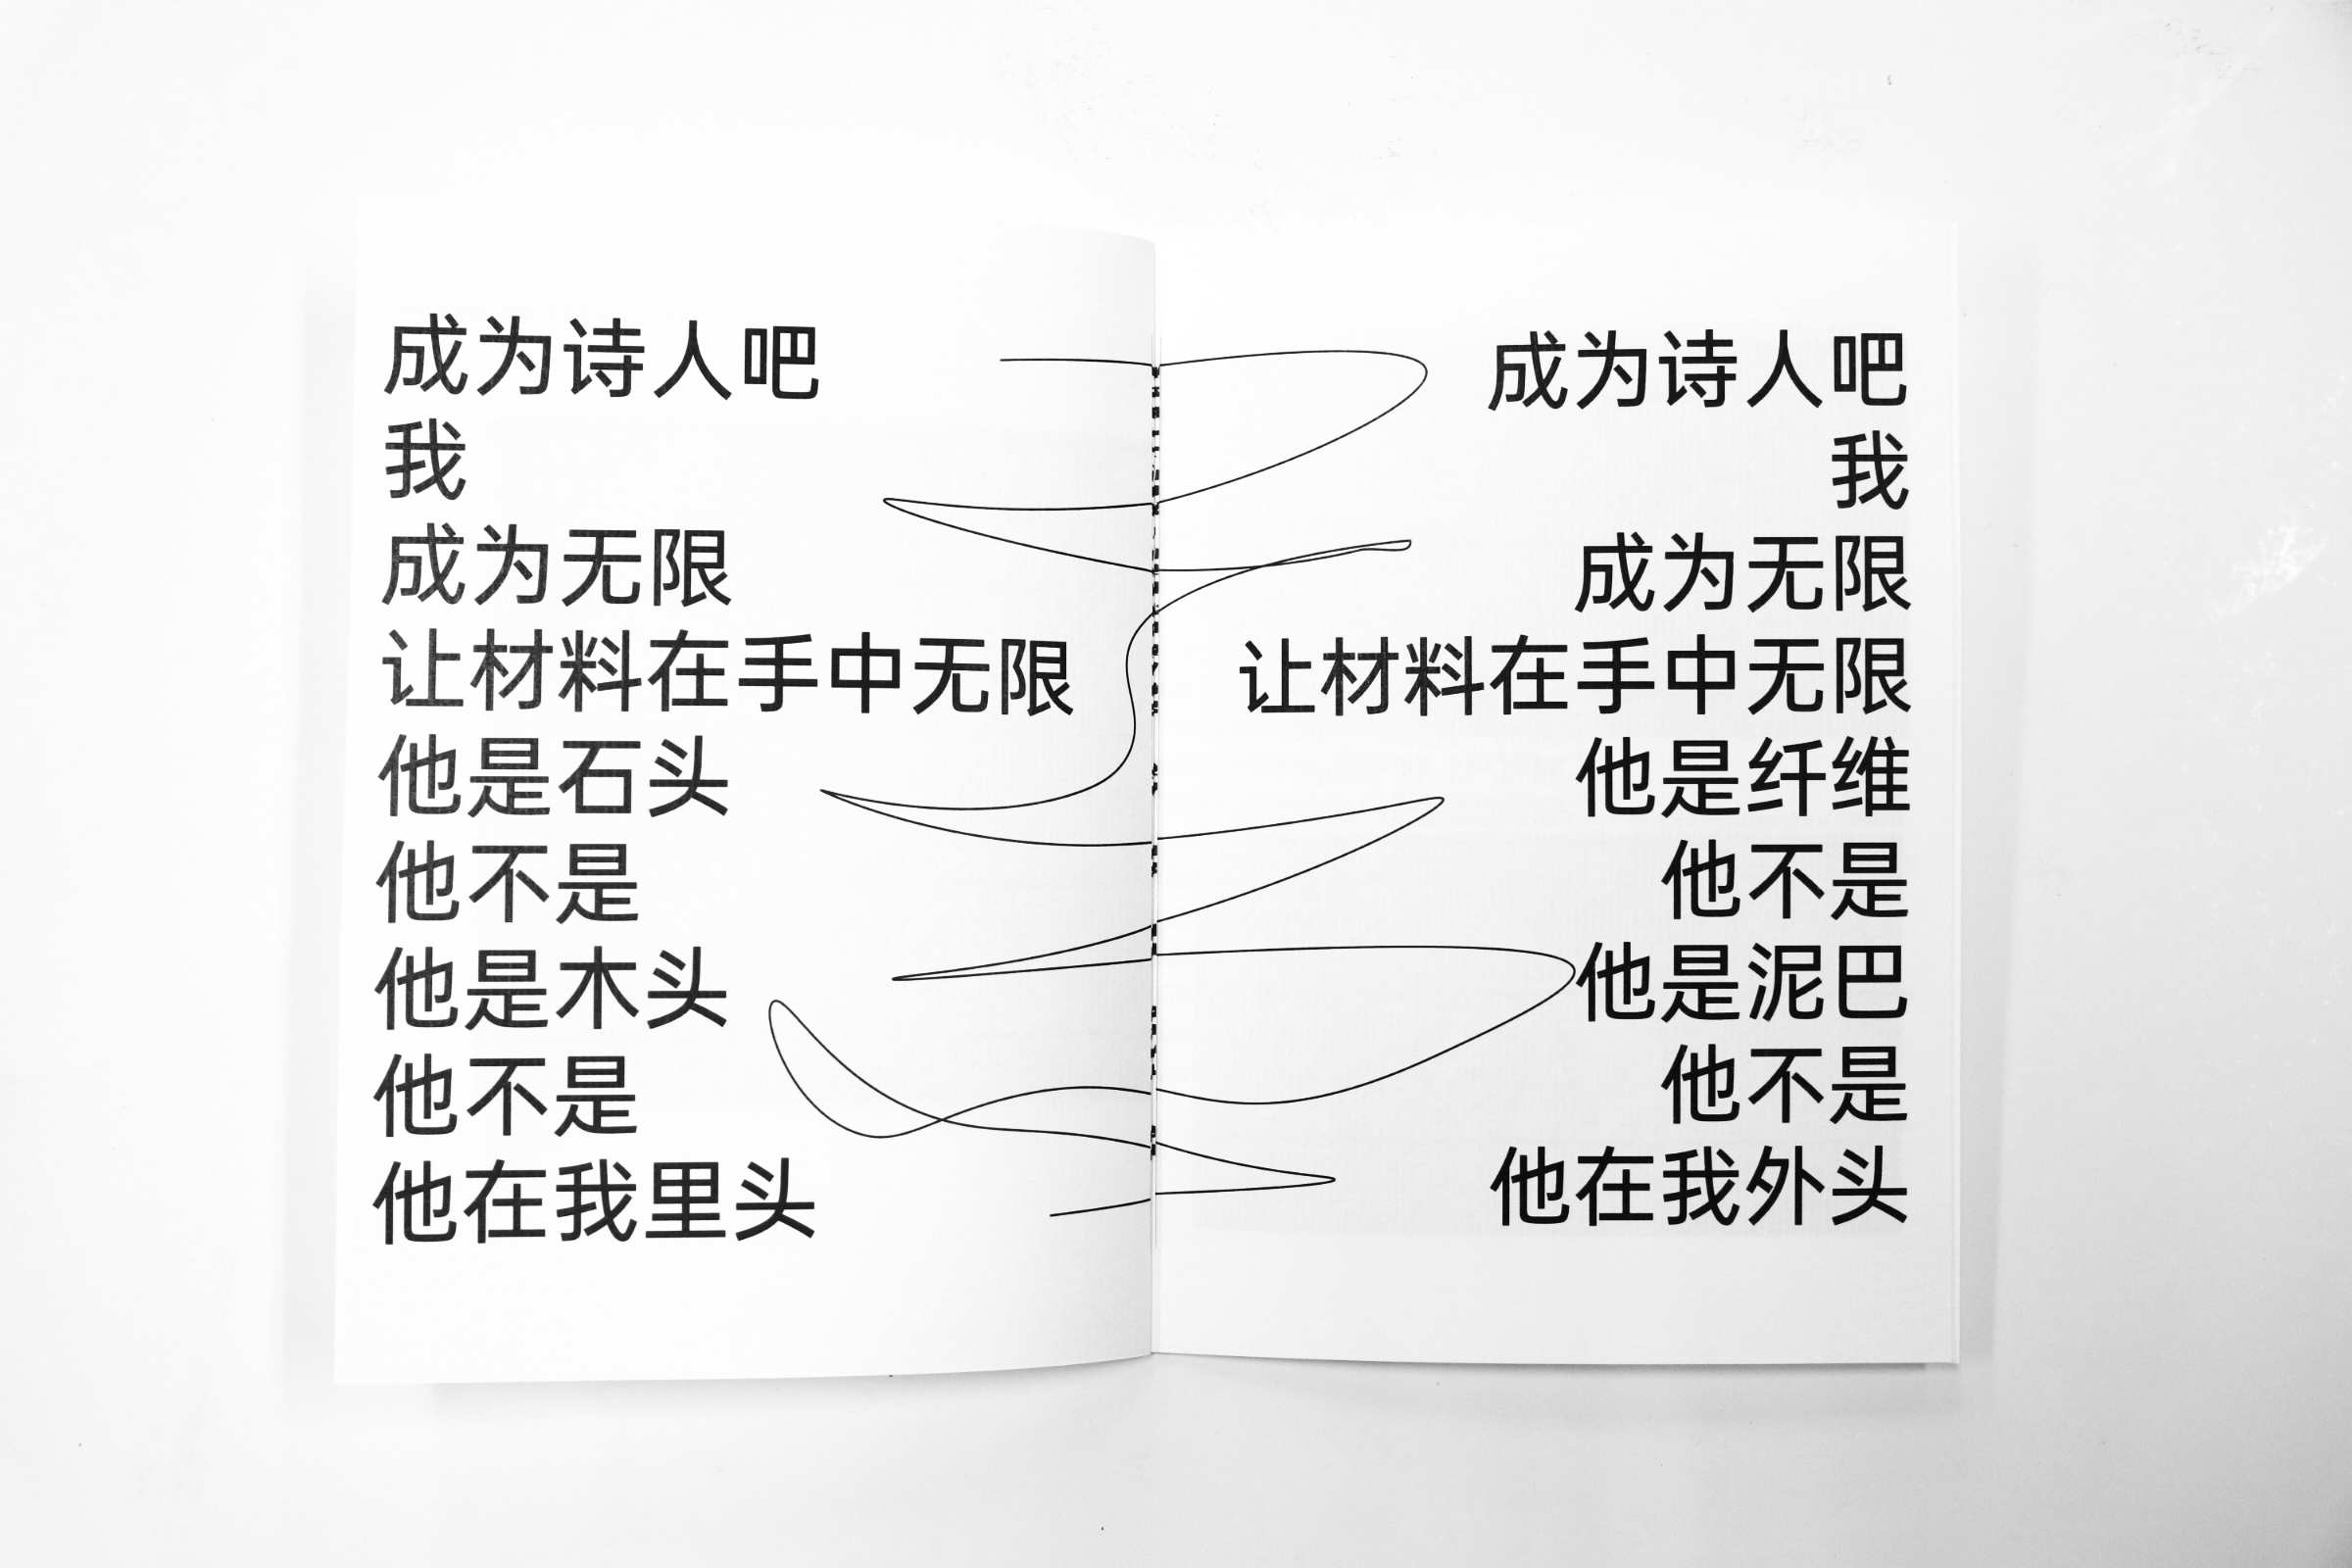 成为诗人吧
我
成为无限
让材料在手中无限
他是石头
他不是
他是木头
他不是
他在我里头
成为诗人吧
我
成为无限
让材料在手中无限
他是纤维
他不是
他是泥巴
他不是
他在我外头